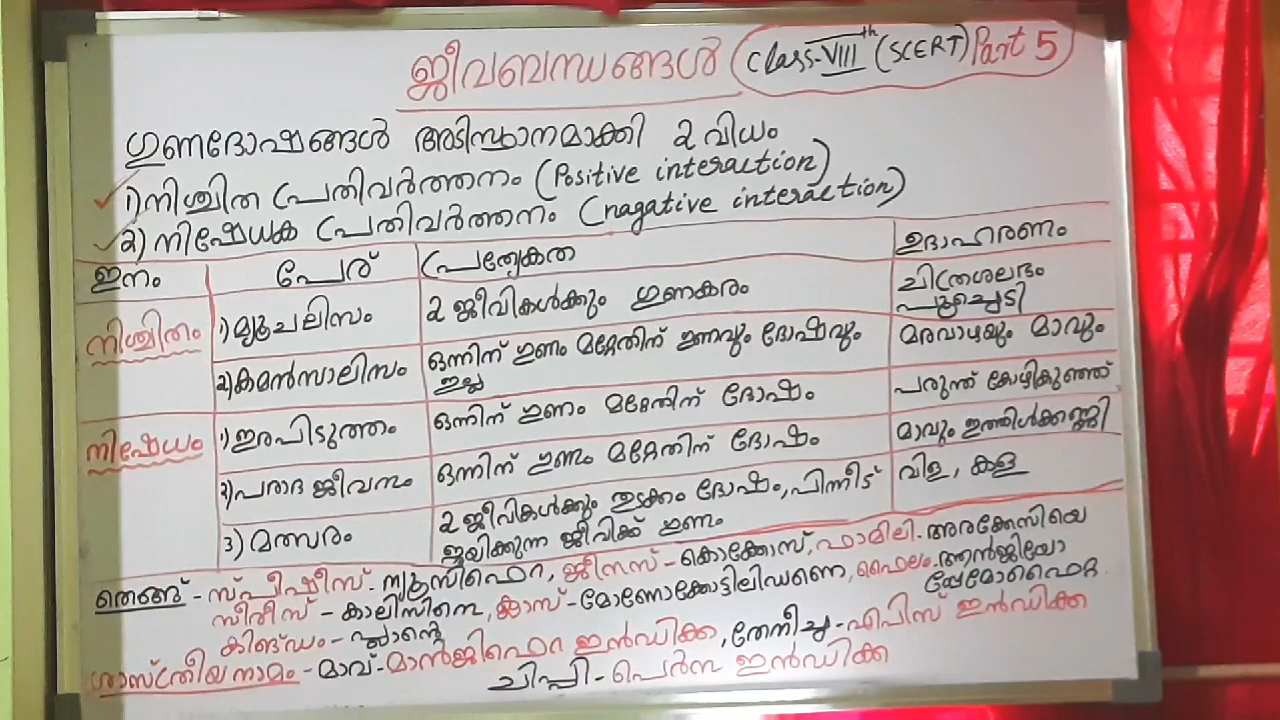 ജീവബന്ധങ്ങൾ Class-VIIIth (SCERT) Part 5
ഗുണദോഷങ്ങൾ അടിസ്ഥാനമാക്കി 2 വിധം
1) നിശ്ചിത പ്രതിവർത്തനം (Positive interaction)
2) നിഷേധക പ്രതിവർത്തനം (nagative interaction)
ഇനം പേര് പ്രത്യേകത ഉദാഹരണം
നിശ്ചിതം 1) മ്യൂച്വലിസം 2 ജീവികൾക്കും ഗുണകരം ചിത്രശലഭം
പൂച്ചെടി
2) കമൻസാലിസം ഒന്നിന് ഗുണം മറ്റേതിന് ഗുണവും ദോഷവും മരവാഴയും മാവും
ഇല്ല
നിഷേധം 1) ഇരപിടുത്തം ഒന്നിന് ഗുണം മറ്റേതിന് ദോഷം പരുന്ത് കോഴികുഞ്ഞ്
2) പരാദ ജീവനം ഒന്നിന് ഗുണം മറ്റേതിന് ദോഷം മാവും ഇത്തിൾക്കണ്ണി
3) മത്സരം 2 ജീവികൾക്കും തുടക്കം ദോഷം, പിന്നീട് വിള, കള
ജയിക്കുന്ന ജീവിക്ക് ഗുണം
തെങ്ങ് - സ്പീഷീസ് - ന്യൂസിഫെറ, ജീനസ് - കൊക്കോസ്, ഫാമിലി - അരക്കേസിയെ
സീരീസ് - കാലിസിനെ, ക്ലാസ് - മോണോക്കോട്ടിലിഡണെ, ഫൈലം - ആൻജിയോ
സ്പേമോഫൈറ്റ
കിങ്ഡം - പ്ലാന്റെ
ശാസ്ത്രീയനാമം - മാവ് - മാൻജിഫെറ ഇൻഡിക്ക, തേനീച്ച - എപിസ് ഇൻഡിക്ക
ചിപ്പി - പെർന ഇൻഡിക്ക